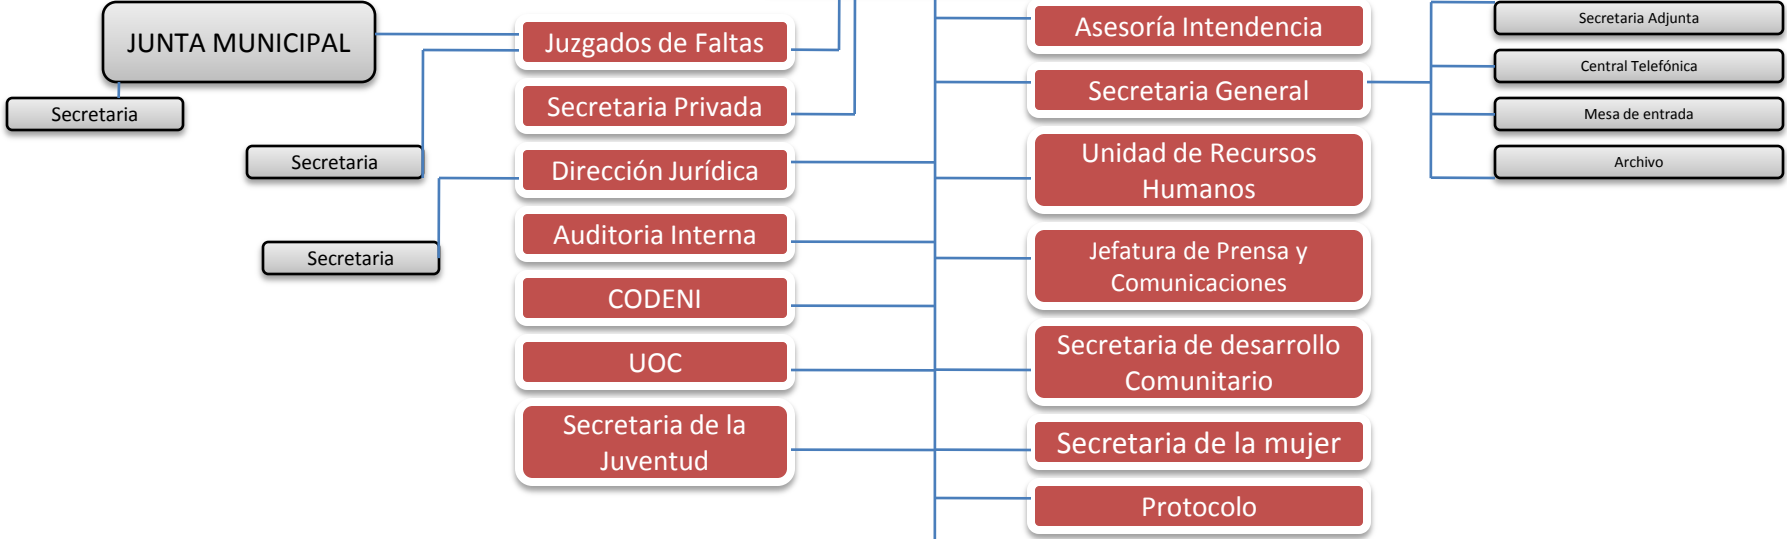 JUNTA MUNICIPAL
Secretaria
Secretaria
Secretaria
Juzgados de Faltas
Secretaria Privada
Dirección Jurídica
Auditoria Interna
CODENI
UOC
Secretaria de la
Juventud
Asesoría Intendencia
Secretaria General
Unidad de Recursos
Humanos
Jefatura de Prensa y
Comunicaciones
Secretaria de desarrollo
Comunitario
Secretaria de la mujer
Protocolo
Secretaria Adjunta
Central Telefónica
Mesa de entrada
Archivo